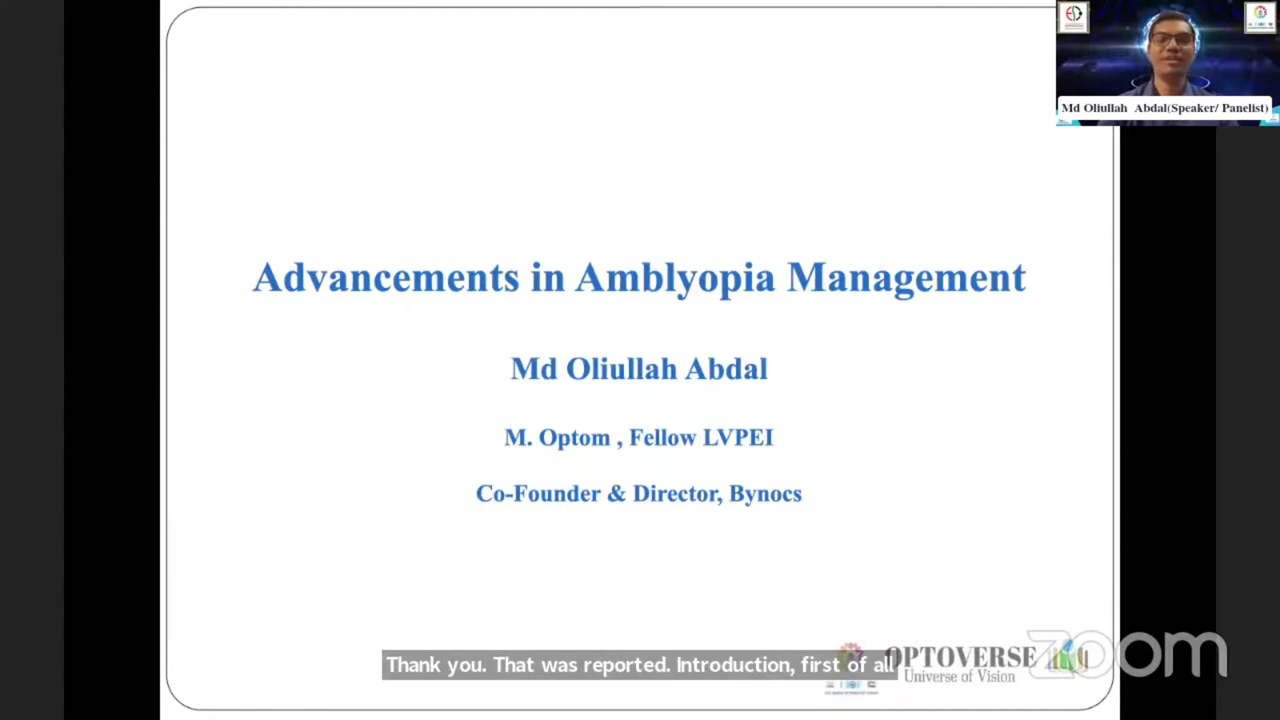 Md Oliullah Abdal(Speaker/ Panelist)
Advancements in Amblyopia Management
Md Oliullah Abdal
M. Optom , Fellow LVPEI
Co-Founder & Director, Bynocs
Thank you. That was reported. Introduction, first of all
OPTOVERSE
Universe of Vision
zoom